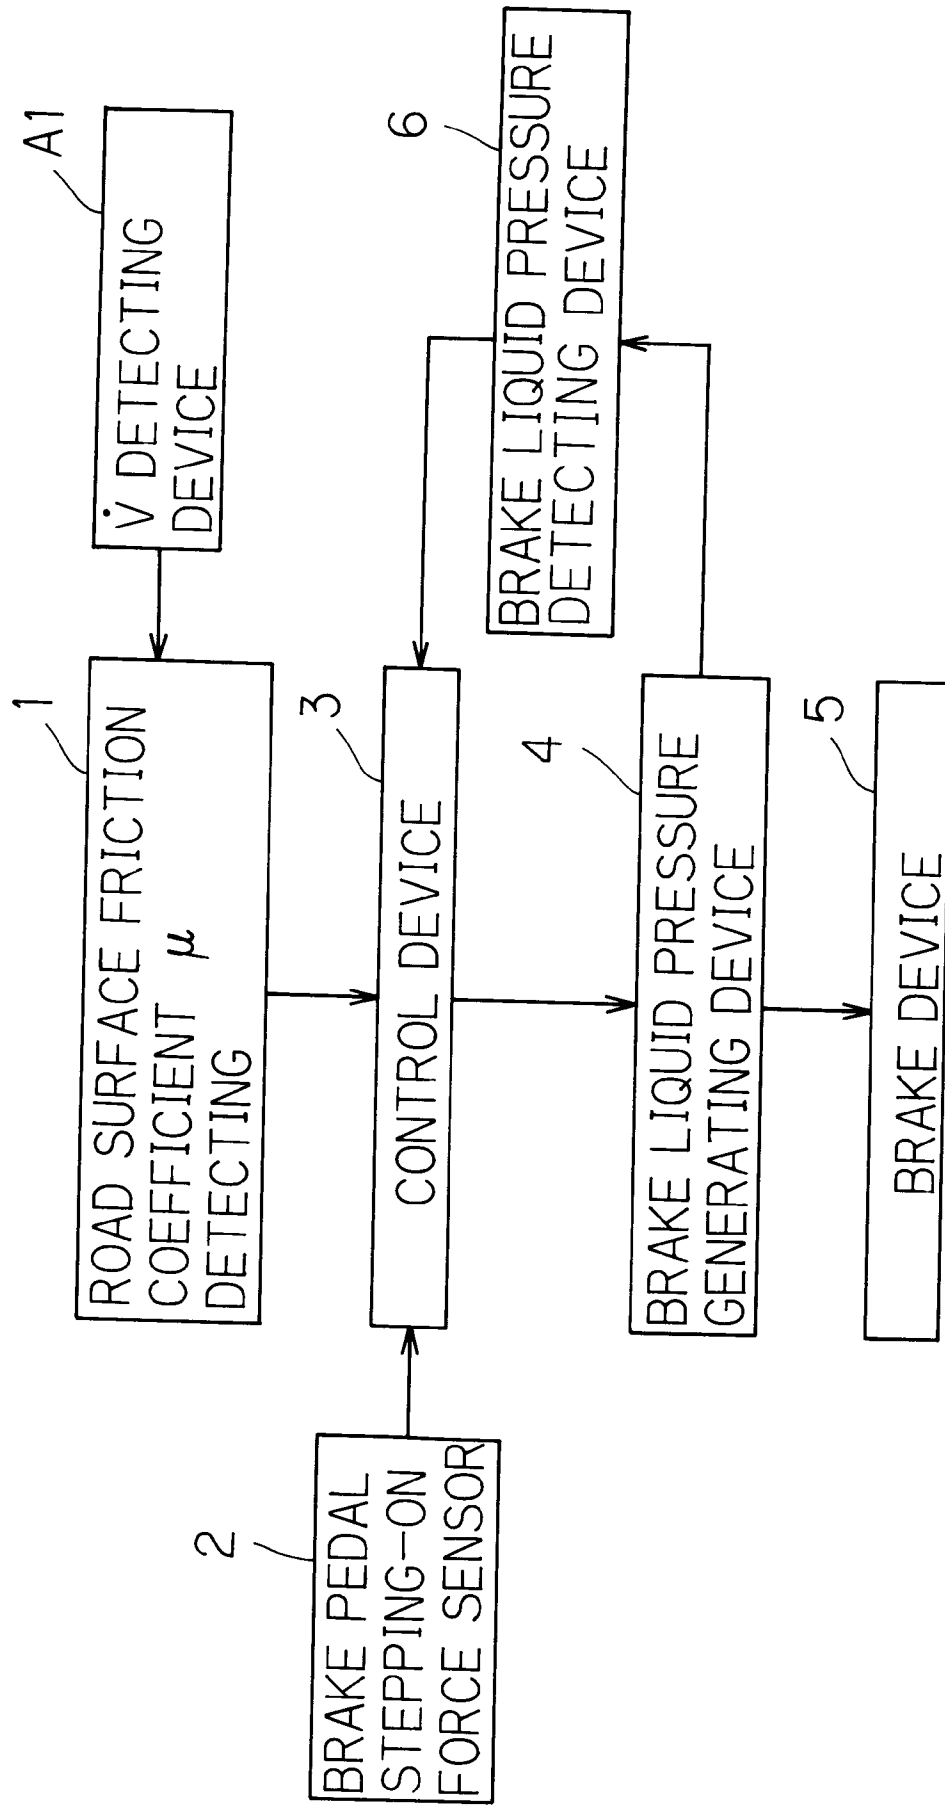 A1
V̇ DETECTING
DEVICE
1
ROAD SURFACE FRICTION
COEFFICIENT μ
DETECTING
2
BRAKE PEDAL
STEPPING-ON
FORCE SENSOR
3
CONTROL DEVICE
6
BRAKE LIQUID PRESSURE
DETECTING DEVICE
4
BRAKE LIQUID PRESSURE
GENERATING DEVICE
5
BRAKE DEVICE